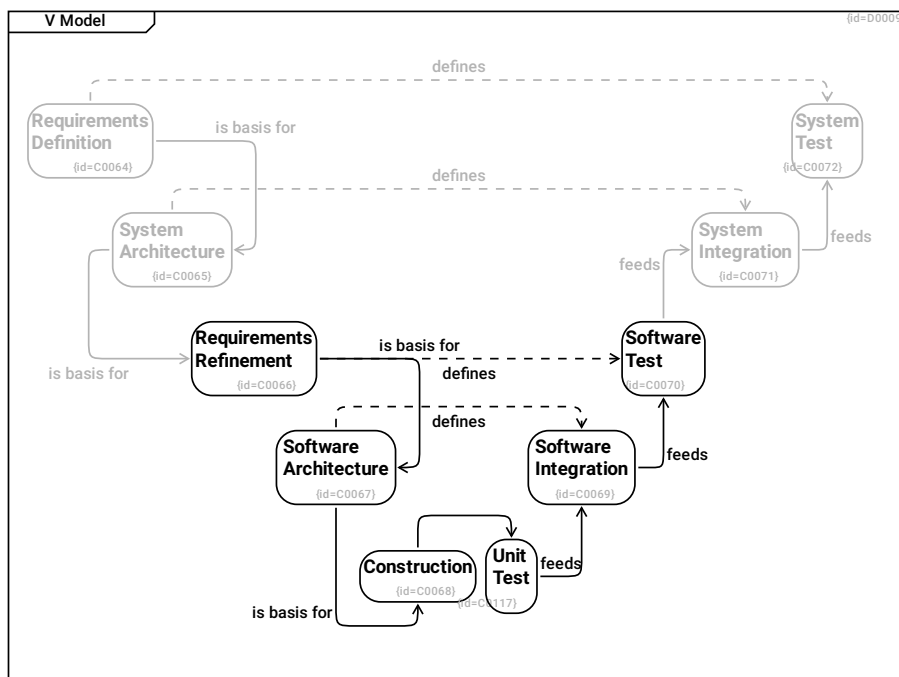 V Model
{id=D0009
defines
Requirements
Definition
{id=C0064}
is basis for
System
Test
{id=C0072}
defines
System
Architecture
{id=C0065}
System
Integration
{id=C0071}
feeds
feeds
is basis for
Requirements
Refinement
{id=C0066}
is basis for
defines
Software
Test
{id=C0070}
defines
Software
Architecture
{id=C0067}
Software
Integration
{id=C0069}
feeds
is basis for
Construction
{id=C0068}
Unit
Test
{id=C0117}
feeds